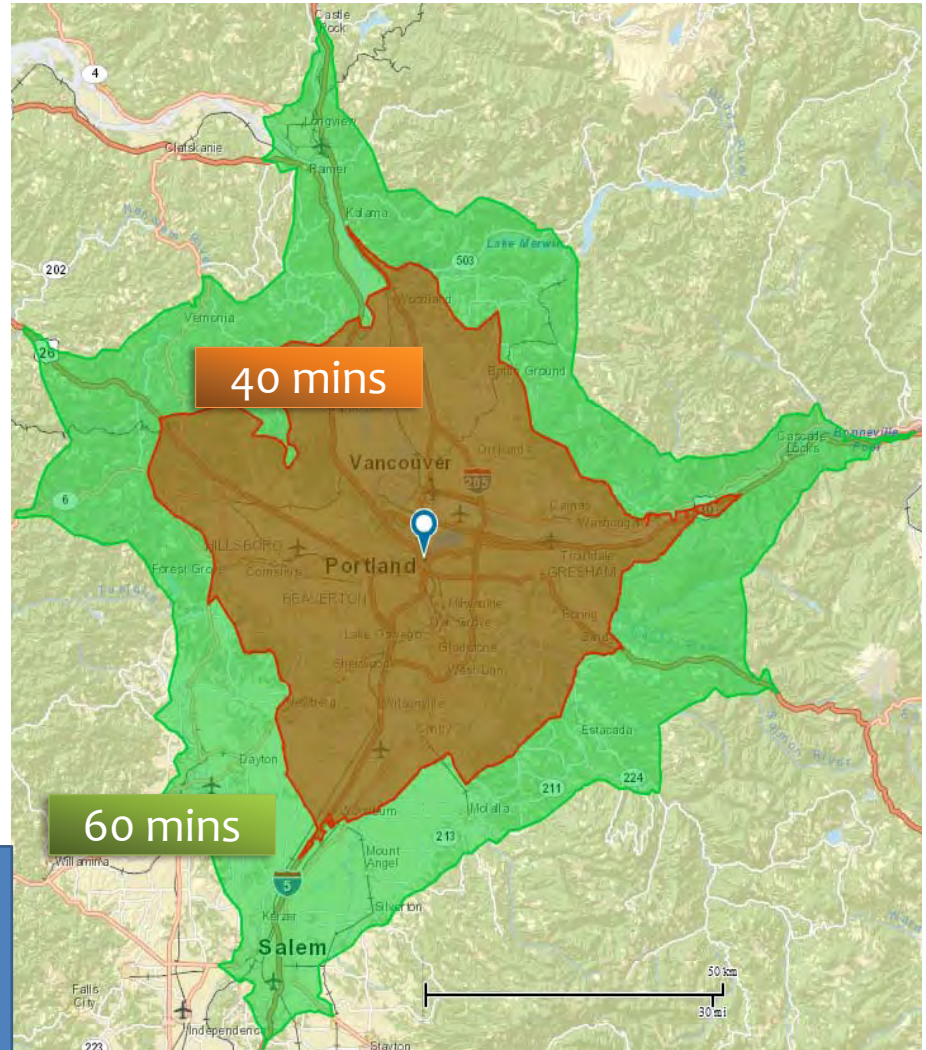 Castle
Rock
4
Longview
Clatskanie
Rainier
Kalama
Lake Merwin
503
202
Woodland
Vernonia
26
40 mins
Battle Ground
Cascade
Locks
Bonneville
Pool
Vancouver
Orchards
205
6
Camas
Washougal
HILLSBORO
Portland
Troutdale
GRESHAM
Forest Grove
Cornelius
BEAVERTON
Milwaukie
Oak Grove
Boring
Lake Oswego
Gladstone
Sandy
Sherwood
West Linn
Newberg
Wilsonville
Canby
Salmon River
Estacada
Dayton
224
211
60 mins
Woodburn
Molalla
213
Willamina
Mount
Angel
5
Keizer
Silverton
Salem
50 km
30 mi
Falls
City
Independence
223
Stayton